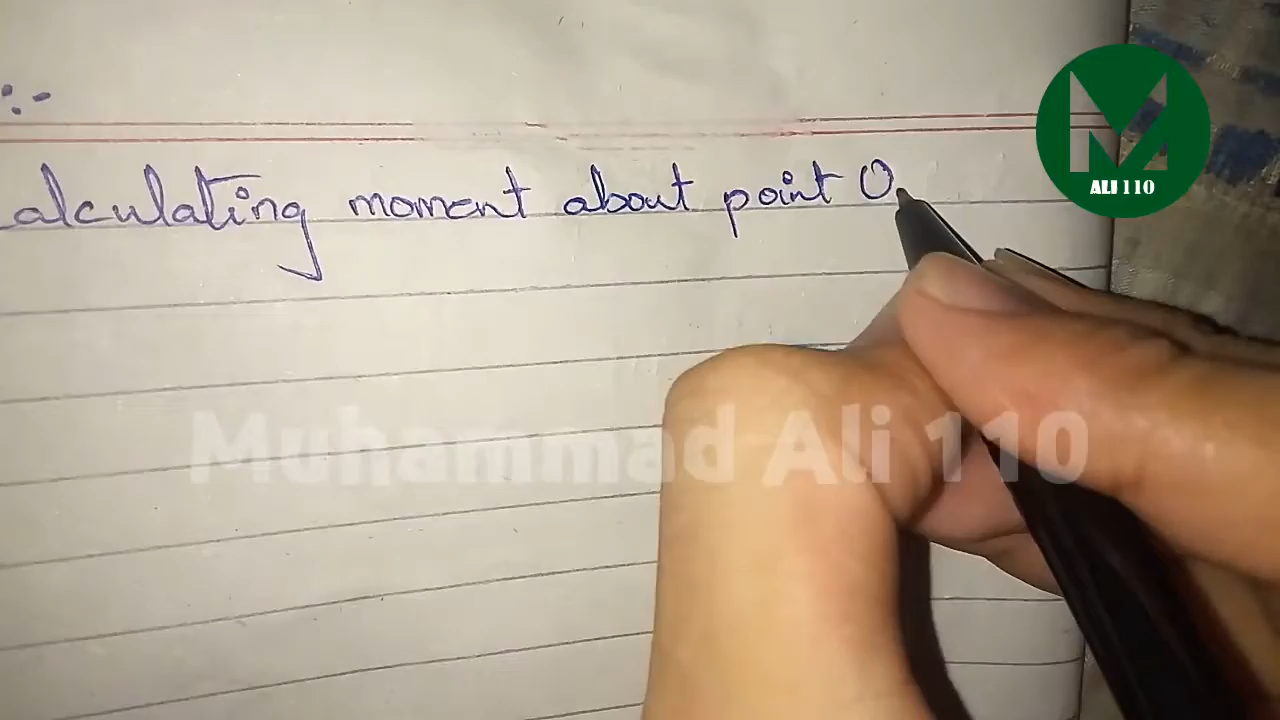 :-
alculating moment about point O,
M
ALI 110
Muhammad Ali 110